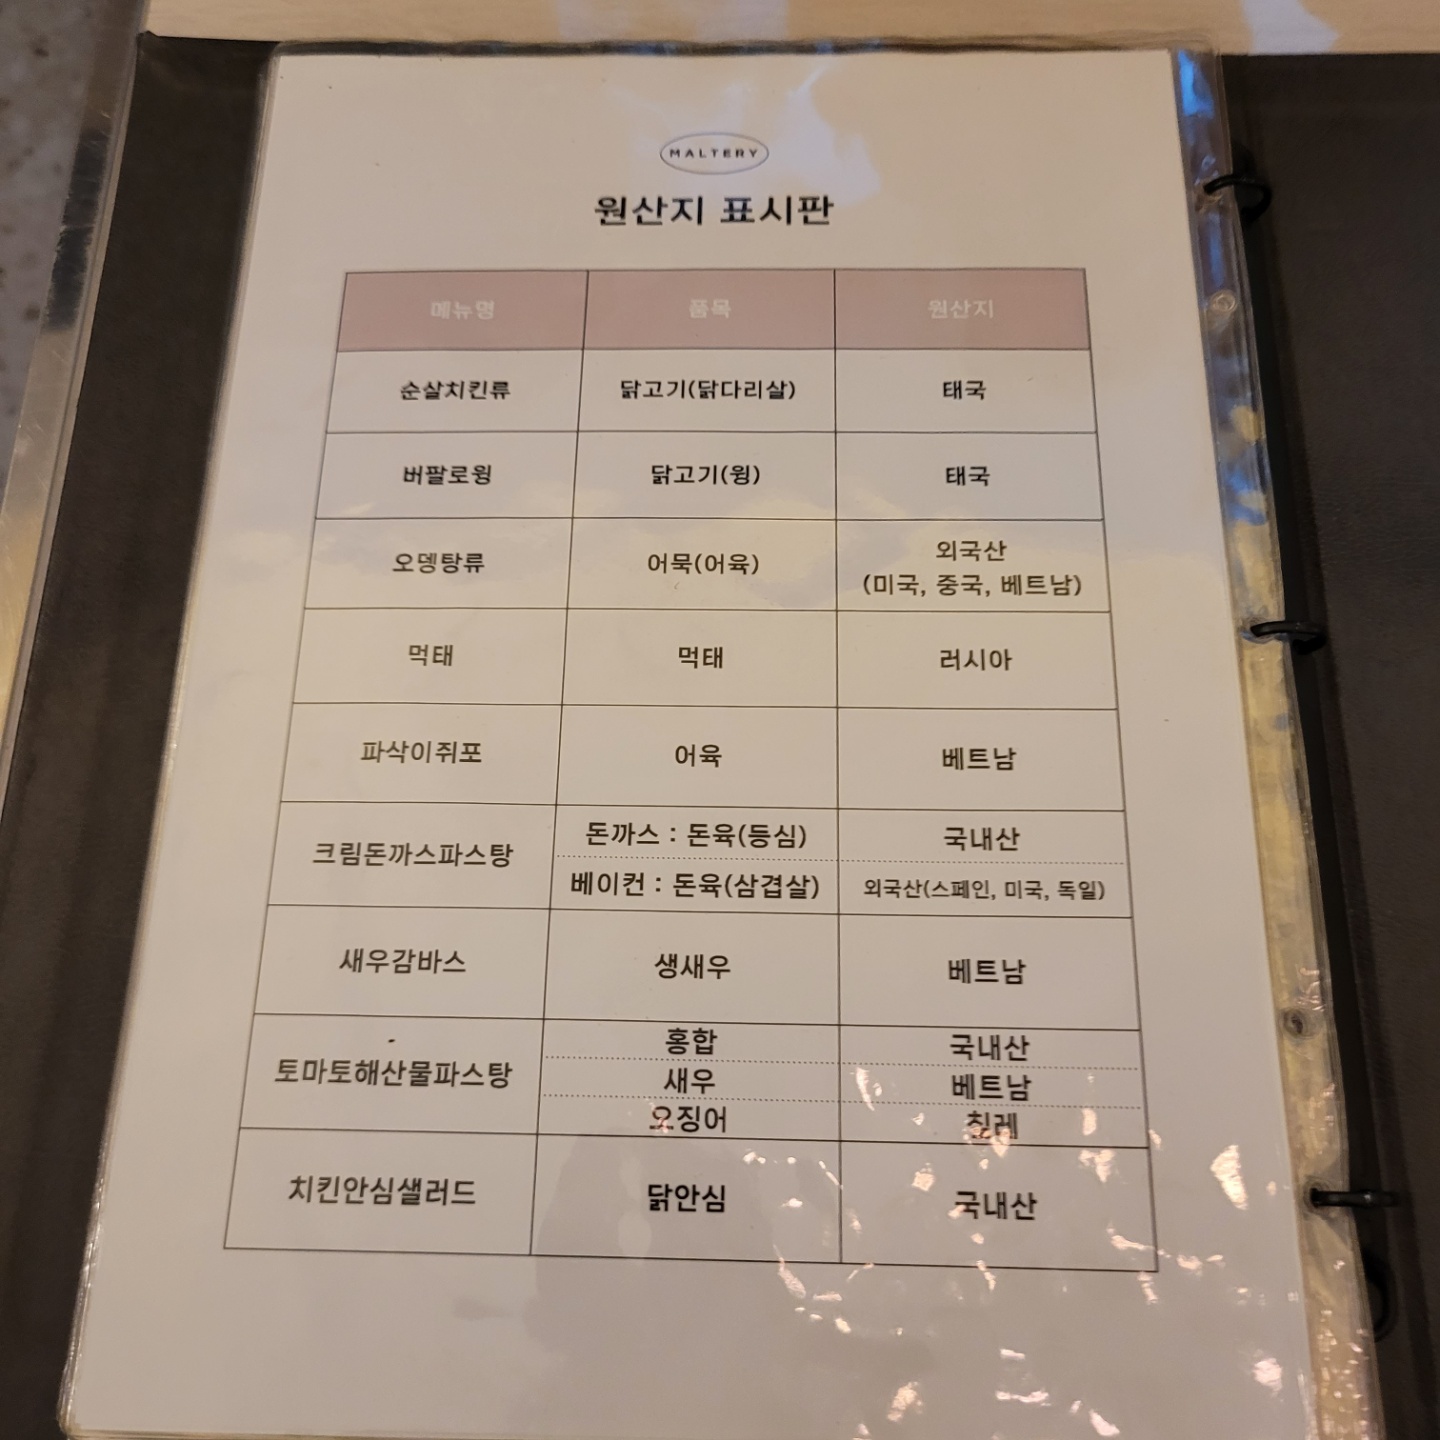 MALTERY
원산지 표시판
메뉴명 품목 원산지
순살치킨류 닭고기(닭다리살) 태국
버팔로윙 닭고기(윙) 태국
오뎅탕류 어묵(어육) 외국산
(미국, 중국, 베트남)
먹태 먹태 러시아
파삭이쥐포 어육 베트남
크림돈까스파스탕 돈까스 : 돈육(등심) 국내산
베이컨 : 돈육(삼겹살) 외국산(스페인, 미국, 독일)
새우감바스 생새우 베트남
토마토해산물파스탕 홍합 국내산
새우 베트남
오징어 칠레
치킨안심샐러드 닭안심 국내산